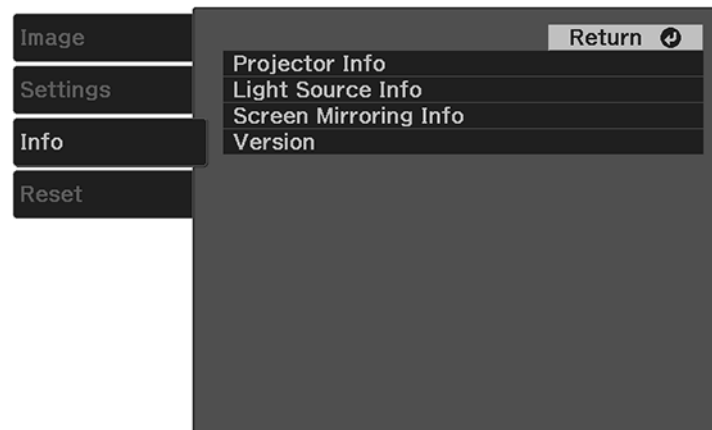 Image
Settings
Info
Reset
Return
Projector Info
Light Source Info
Screen Mirroring Info
Version